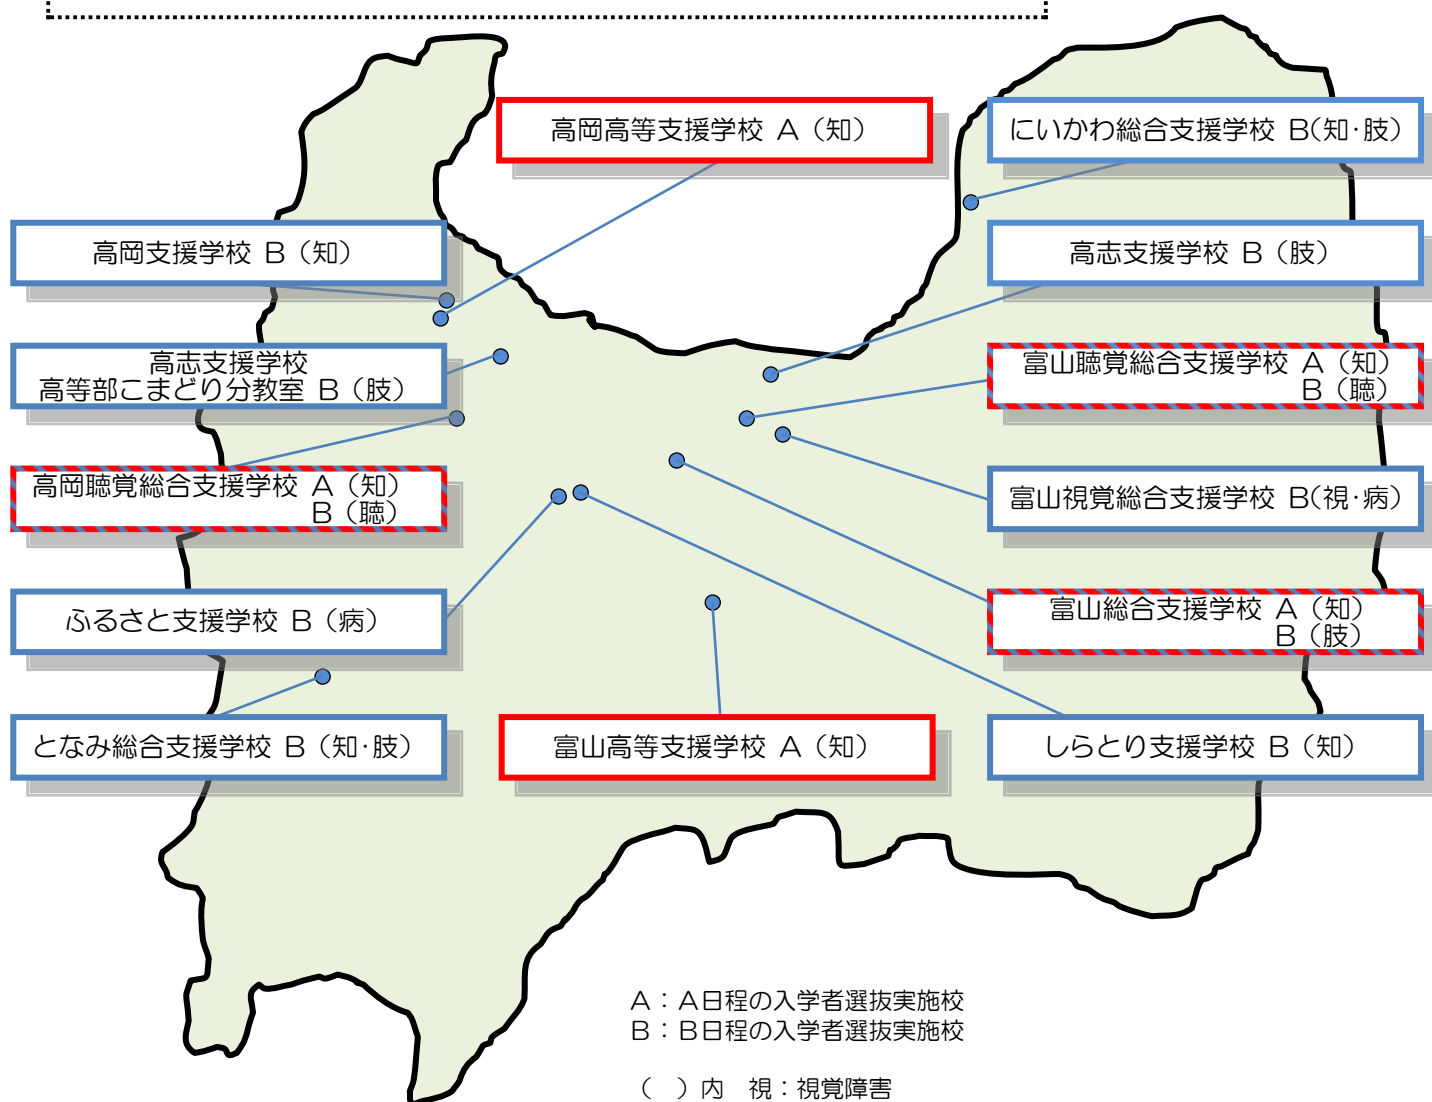 高岡高等支援学校 A（知）
にいかわ総合支援学校 B(知･肢)
高岡支援学校 B（知）
高志支援学校 B（肢）
高志支援学校
高等部こまどり分教室 B（肢）
富山聴覚総合支援学校 A（知）
B（聴）
高岡聴覚総合支援学校 A（知）
B（聴）
富山視覚総合支援学校 B(視･病)
ふるさと支援学校 B（病）
富山総合支援学校 A（知）
B（肢）
となみ総合支援学校 B（知･肢）
富山高等支援学校 A（知）
しらとり支援学校 B（知）
A：A日程の入学者選抜実施校
B：B日程の入学者選抜実施校
（　）内　視：視覚障害